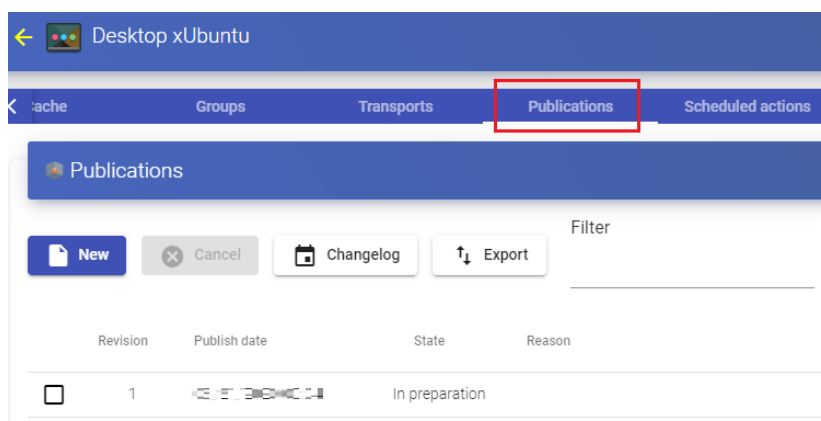 Desktop xUbuntu
Groups Transports Publications Scheduled actions
Publications
Filter
New Cancel Changelog Export
Revision Publish date State Reason
1 In preparation